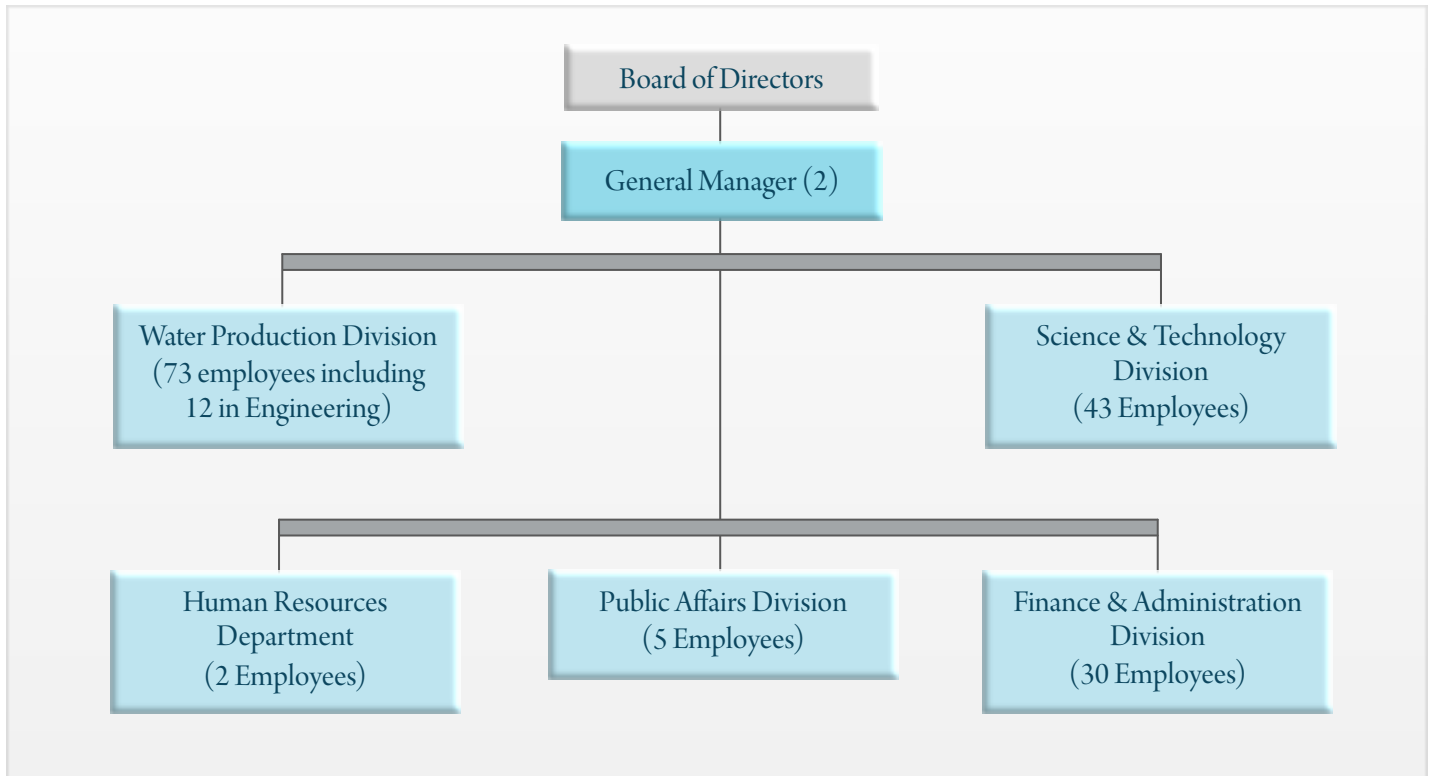 Board of Directors
General Manager (2)
Water Production Division
(73 employees including
12 in Engineering)
Science & Technology
Division
(43 Employees)
Human Resources
Department
(2 Employees)
Public Affairs Division
(5 Employees)
Finance & Administration
Division
(30 Employees)